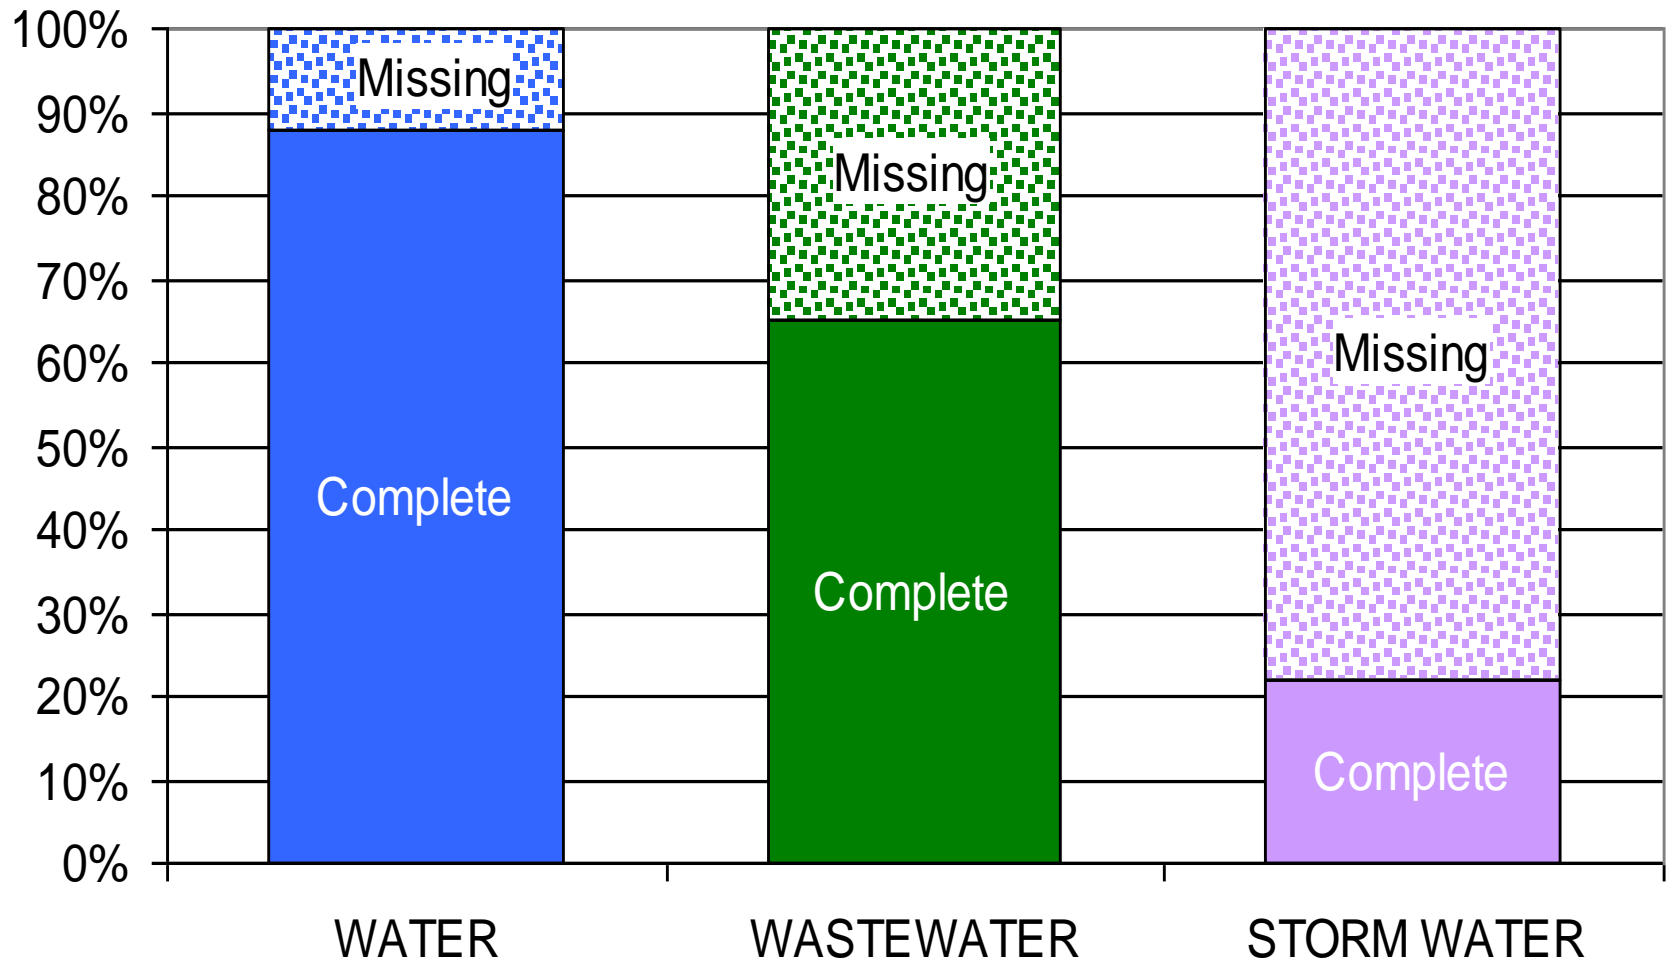 100%
90%
80%
70%
60%
50%
40%
30%
20%
10%
0%
Missing
Complete
Missing
Complete
Missing
Complete
WATER
WASTEWATER
STORM WATER